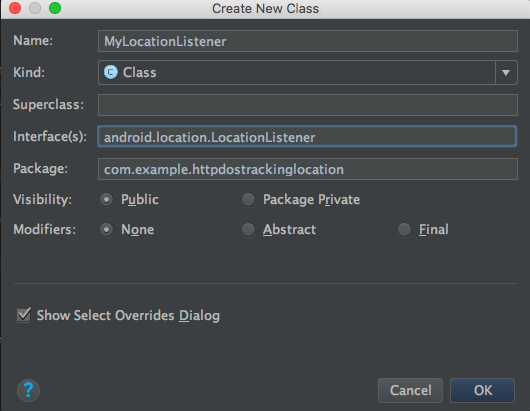 Create New Class
Name: MyLocationListener
Kind: C Class
Superclass:
Interface(s): android.location.LocationListener
Package: com.example.httpdostrackinglocation
Visibility: Public Package Private
Modifiers: None Abstract Final
Show Select Overrides Dialog
? Cancel OK